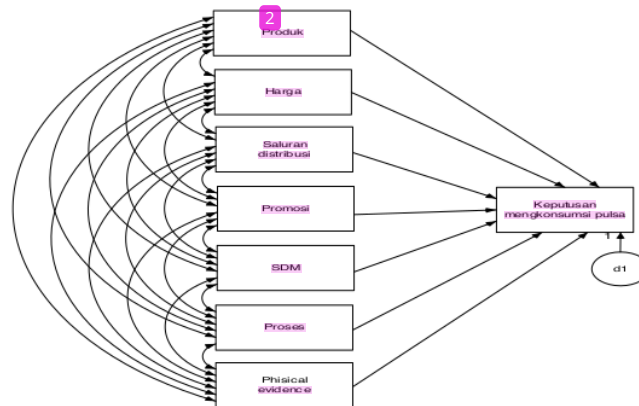 2
Produk
Harga
Saluran
distribusi
Promosi
SDM
Proses
Phisical
evidence
Keputusan
mengkonsumsi pulsa
1
d1